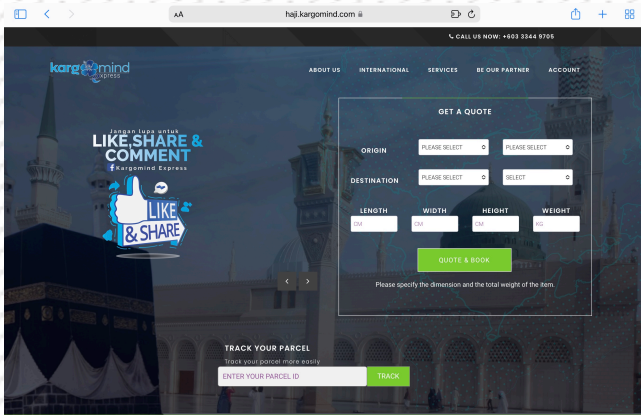 AA
haji.kargomind.com
CALL US NOW: +603 3344 9705
kargomind
Xpress
ABOUT US INTERNATIONAL SERVICES BE OUR PARTNER ACCOUNT
Jangan lupa untuk
LIKE,SHARE &
COMMENT
f Kargomind Express
LIKE
& SHARE
GET A QUOTE
ORIGIN PLEASE SELECT PLEASE SELECT
DESTINATION PLEASE SELECT SELECT
LENGTH WIDTH HEIGHT WEIGHT
CM CM CM KG
QUOTE & BOOK
Please specify the dimension and the total weight of the item.
TRACK YOUR PARCEL
Track your parcel more easily
ENTER YOUR PARCEL ID TRACK